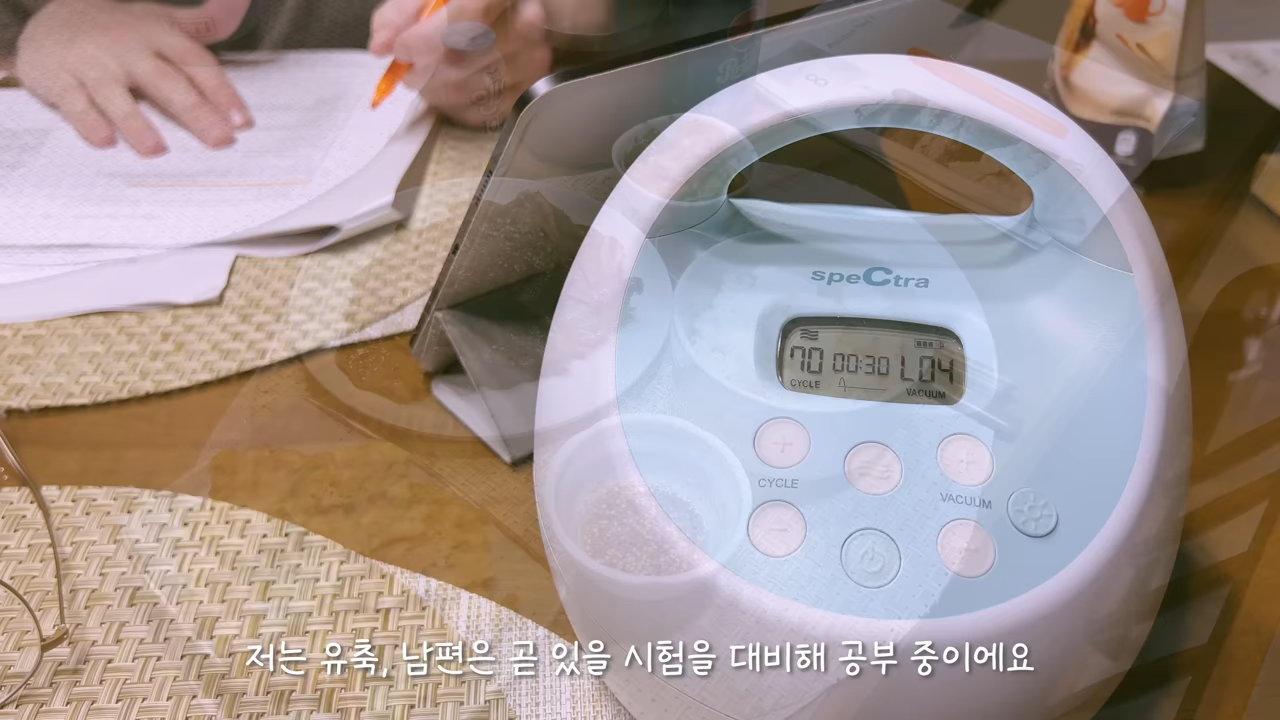 speCtra
70 00:30 L04
CYCLE VACUUM
CYCLE
VACUUM
저는 유축, 남편은 곧 있을 시험을 대비해 공부 중이에요